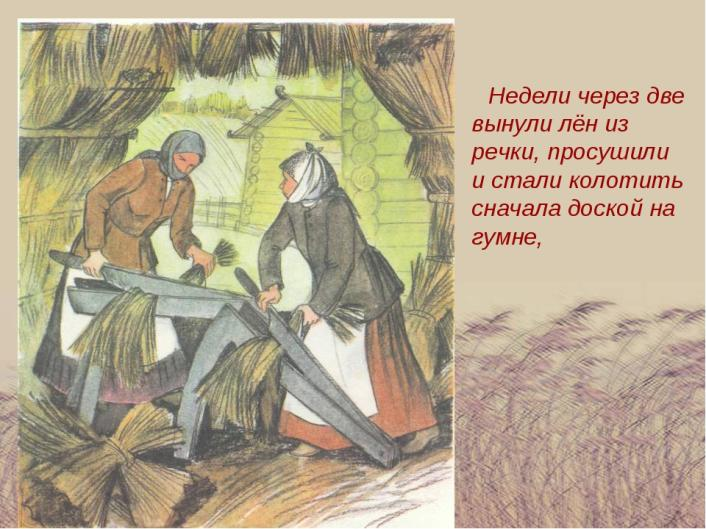 Недели через две
вынули лён из
речки, просушили
и стали колотить
сначала доской на
гумне,